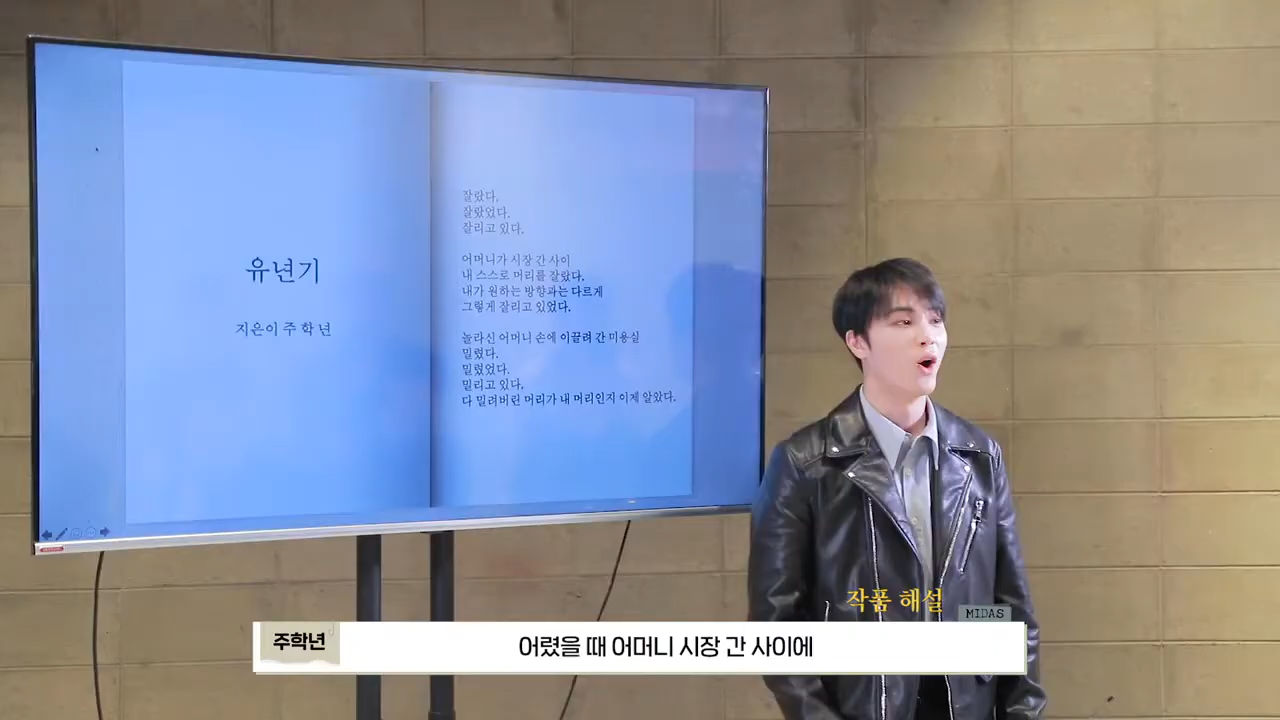 유년기
지은이 주 학 년
잘랐다.
잘랐었다.
잘리고 있다.
어머니가 시장 간 사이
내 스스로 머리를 잘랐다.
내가 원하는 방향과는 다르게
그렇게 잘리고 있었다.
놀라신 어머니 손에 이끌려 간 미용실
밀렸다.
밀렸었다.
밀리고 있다.
다 밀려버린 머리가 내 머리인지 이제 알았다.
작품 해설
MIDAS
주학년
어렸을 때 어머니 시장 간 사이에